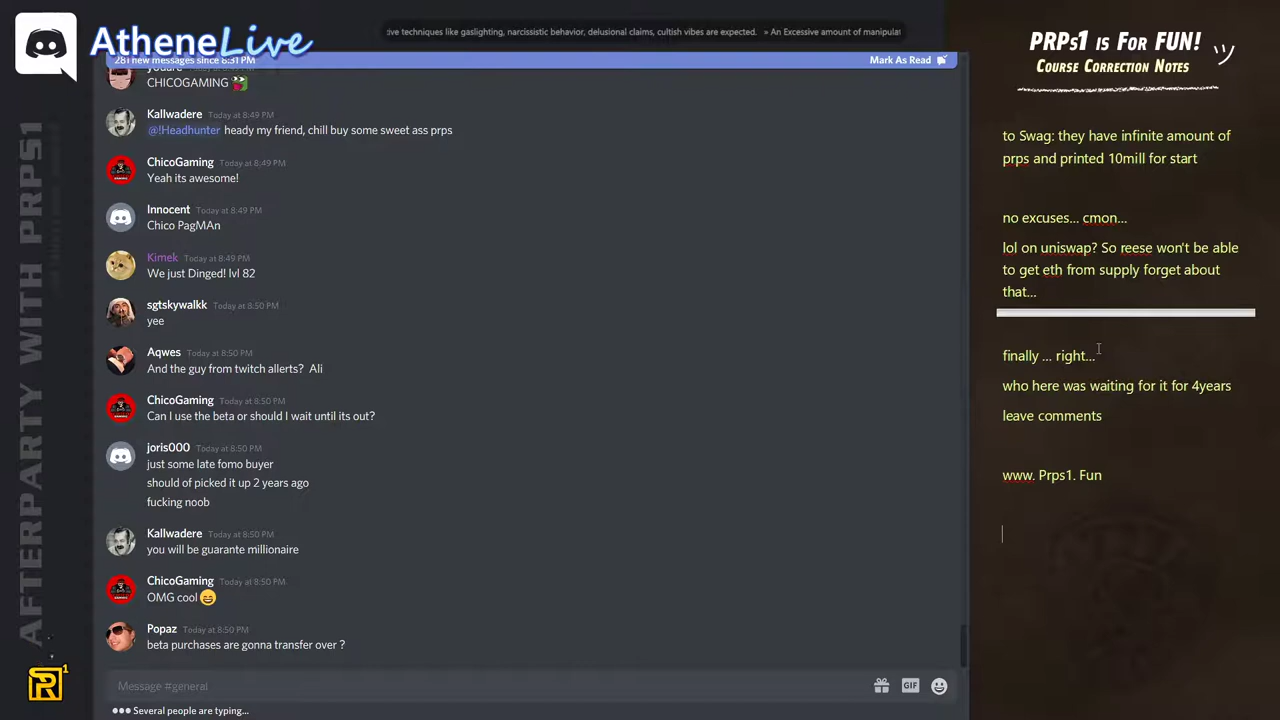 AtheneLive
ive techniques like gaslighting, narcissistic behavior, delusional claims, cultish vibes are expected. » An Excessive amount of manipulat
281 new messages since 8:31 PM
Mark As Read
CHICOGAMING
Kallwadere Today at 8:49 PM
@!Headhunter heady my friend, chill buy some sweet ass prps
ChicoGaming Today at 8:49 PM
Yeah its awesome!
Innocent Today at 8:49 PM
Chico PagMAn
Kimek Today at 8:49 PM
We just Dinged! lvl 82
sgtskywalkk Today at 8:50 PM
yee
Aqwes Today at 8:50 PM
And the guy from twitch allerts? Ali
ChicoGaming Today at 8:50 PM
Can I use the beta or should I wait until its out?
joris000 Today at 8:50 PM
just some late fomo buyer
should of picked it up 2 years ago
fucking noob
Kallwadere Today at 8:50 PM
you will be guarante millionaire
ChicoGaming Today at 8:50 PM
OMG cool
Popaz Today at 8:50 PM
beta purchases are gonna transfer over ?
Message #general
GIF
Several people are typing...
AFTERPARTY WITH PRPS1
R1
PRPs1 is For FUN!
Course Correction Notes
to Swag: they have infinite amount of
prps and printed 10mill for start
no excuses... cmon...
lol on uniswap? So reese won't be able
to get eth from supply forget about
that...
finally ... right...
who here was waiting for it for 4years
leave comments
www. Prps1. Fun